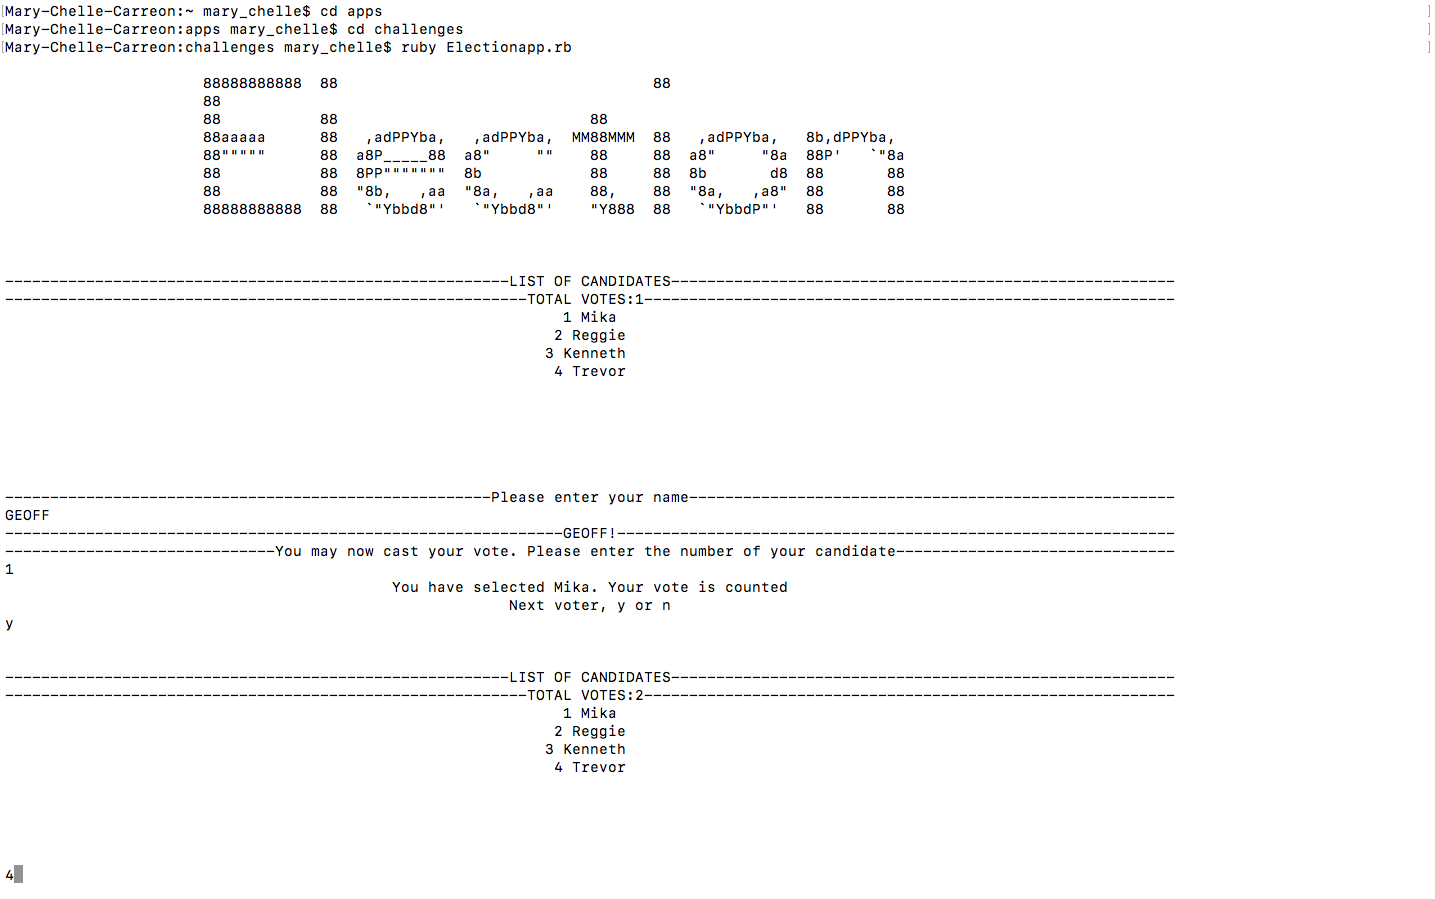 [Mary-Chelle-Carreon:~ mary_chelle$ cd apps ]
[Mary-Chelle-Carreon:apps mary_chelle$ cd challenges ]
[Mary-Chelle-Carreon:challenges mary_chelle$ ruby Electionapp.rb ]
                      88888888888  88                                   88
                      88
                      88           88                            88
                      88aaaaa      88   ,adPPYba,   ,adPPYba,  MM88MMM  88   ,adPPYba,   8b,dPPYba,
                      88"""""      88  a8P_____88  a8"     ""    88     88  a8"     "8a  88P'   `"8a
                      88           88  8PP"""""""  8b            88     88  8b       d8  88       88
                      88           88  "8b,   ,aa  "8a,   ,aa    88,    88  "8a,   ,a8"  88       88
                      88888888888  88   `"Ybbd8"'   `"Ybbd8"'    "Y888  88   `"YbbdP"'   88       88
--------------------------------------------------------LIST OF CANDIDATES--------------------------------------------------------
----------------------------------------------------------TOTAL VOTES:1-----------------------------------------------------------
1 Mika
2 Reggie
3 Kenneth
4 Trevor
------------------------------------------------------Please enter your name------------------------------------------------------
GEOFF
--------------------------------------------------------------GEOFF!--------------------------------------------------------------
------------------------------You may now cast your vote. Please enter the number of your candidate-------------------------------
1
You have selected Mika. Your vote is counted
Next voter, y or n
y
--------------------------------------------------------LIST OF CANDIDATES--------------------------------------------------------
----------------------------------------------------------TOTAL VOTES:2-----------------------------------------------------------
1 Mika
2 Reggie
3 Kenneth
4 Trevor
4